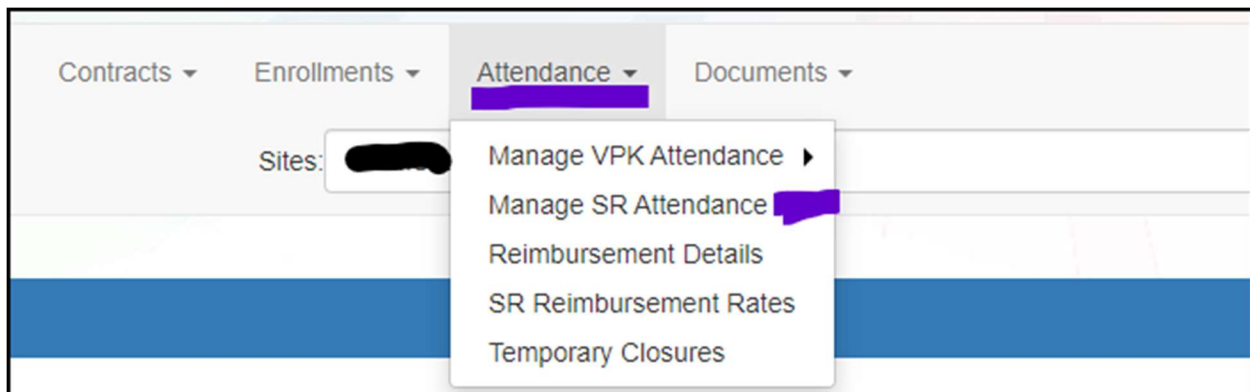 Contracts Enrollments Attendance Documents
Sites:
Manage VPK Attendance
Manage SR Attendance
Reimbursement Details
SR Reimbursement Rates
Temporary Closures